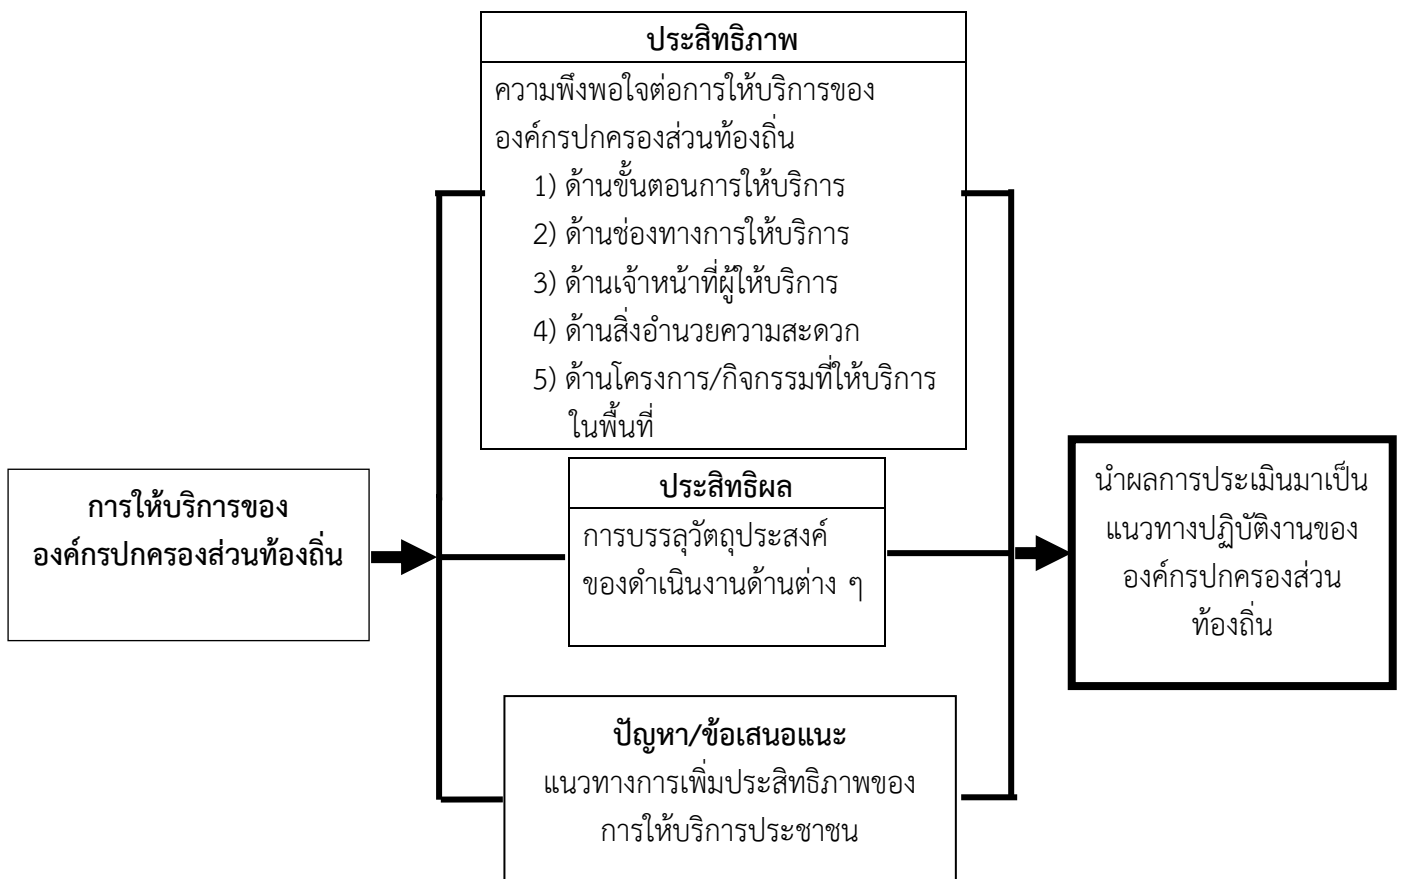 ประสิทธิภาพ
ความพึงพอใจต่อการให้บริการของ
องค์กรปกครองส่วนท้องถิ่น
1) ด้านขั้นตอนการให้บริการ
2) ด้านช่องทางการให้บริการ
3) ด้านเจ้าหน้าที่ผู้ให้บริการ
4) ด้านสิ่งอำนวยความสะดวก
5) ด้านโครงการ/กิจกรรมที่ให้บริการ
ในพื้นที่
การให้บริการของ
องค์กรปกครองส่วนท้องถิ่น
ประสิทธิผล
การบรรลุวัตถุประสงค์
ของดำเนินงานด้านต่าง ๆ
ปัญหา/ข้อเสนอแนะ
แนวทางการเพิ่มประสิทธิภาพของ
การให้บริการประชาชน
นำผลการประเมินมาเป็น
แนวทางปฏิบัติงานของ
องค์กรปกครองส่วน
ท้องถิ่น